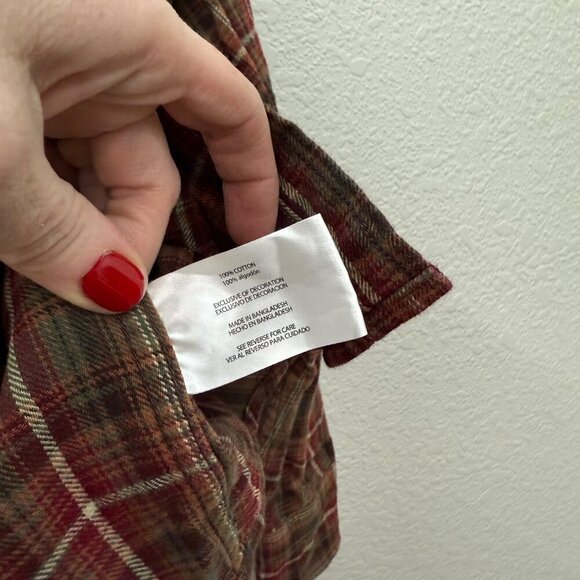 100% COTTON
100% algodón
EXCLUSIVE OF DECORATION
EXCLUSIVO DE DECORACION
MADE IN BANGLADESH
HECHO EN BANGLADESH
SEE REVERSE FOR CARE
VER AL REVERSO PARA CUIDADO